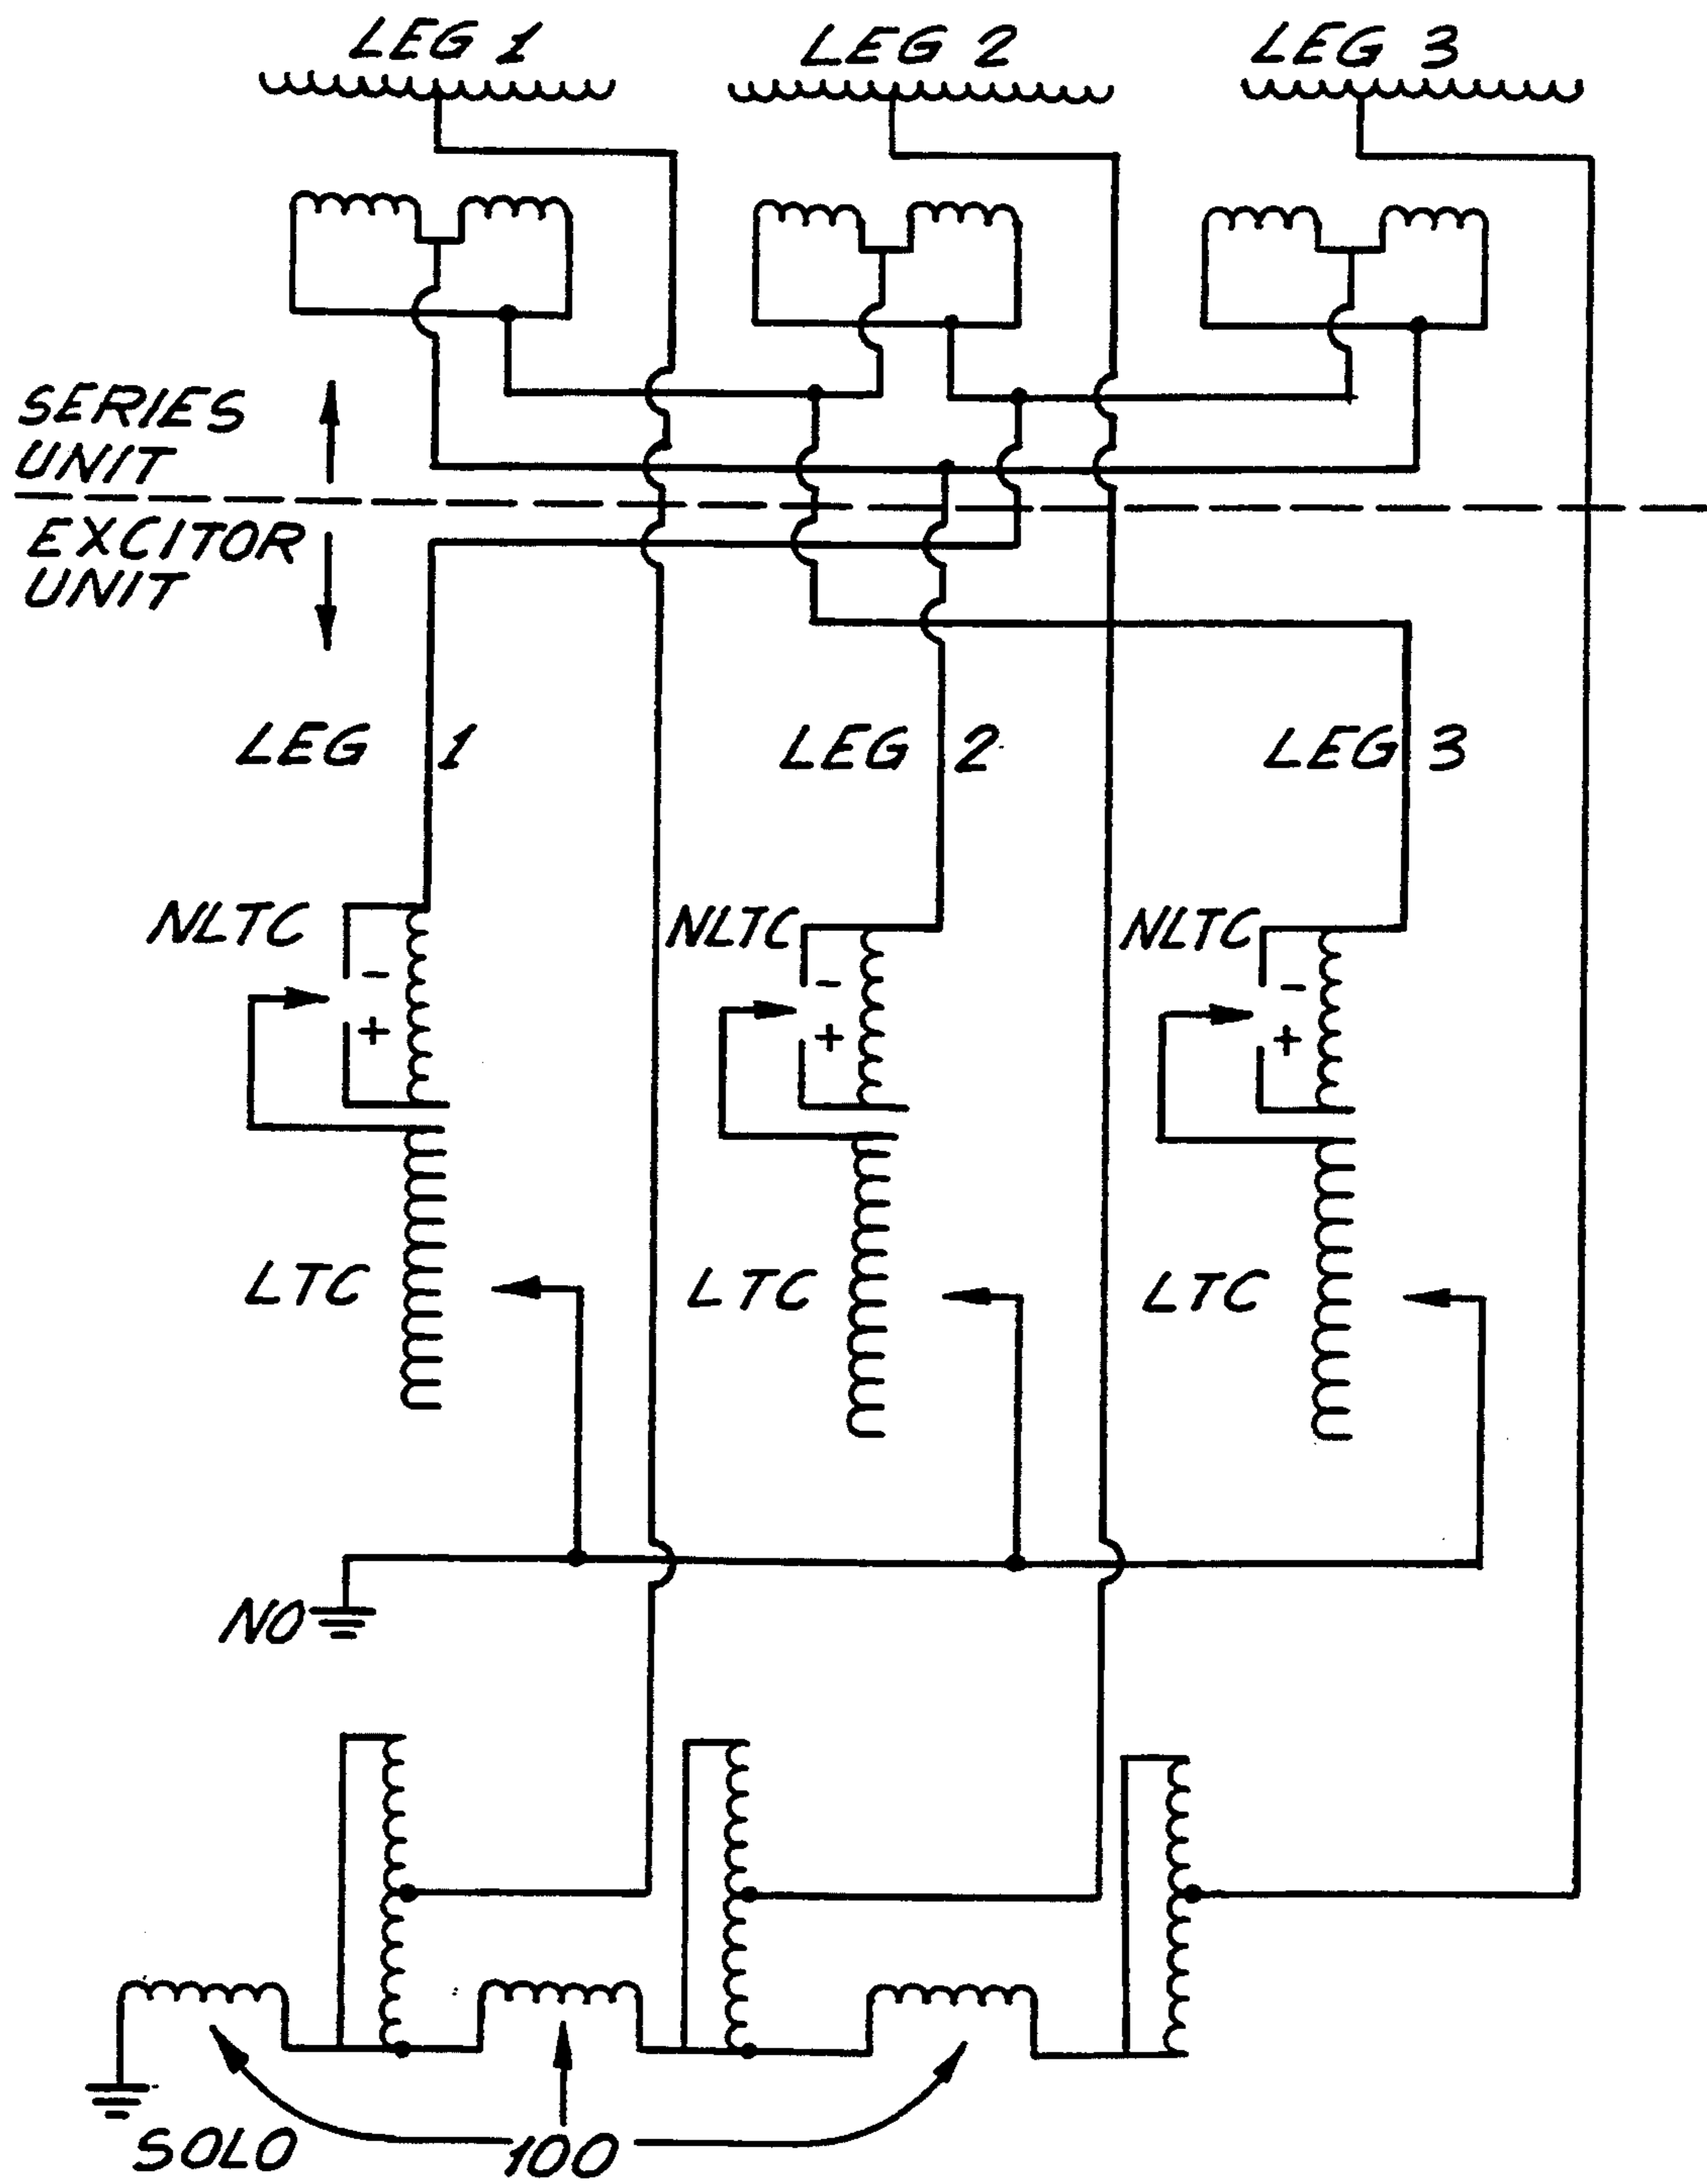 LEG 1
LEG 2
LEG 3
SERIES
UNIT
EXCITOR
UNIT
LEG 1
LEG 2
LEG 3
NLTC
NLTC
NLTC
-
+
-
+
-
+
LTC
LTC
LTC
NO
SOLO
100